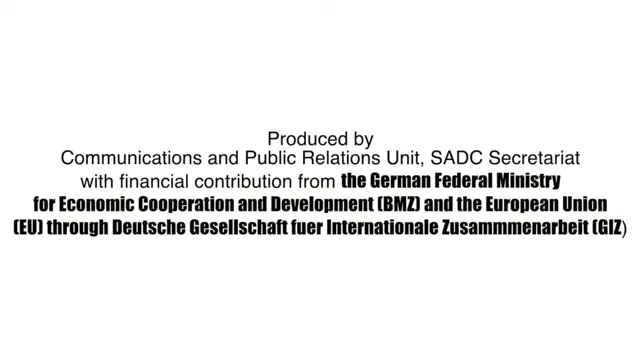 Produced by
Communications and Public Relations Unit, SADC Secretariat
with financial contribution from the German Federal Ministry
for Economic Cooperation and Development (BMZ) and the European Union
(EU) through Deutsche Gesellschaft fuer Internationale Zusammmenarbeit (GIZ)